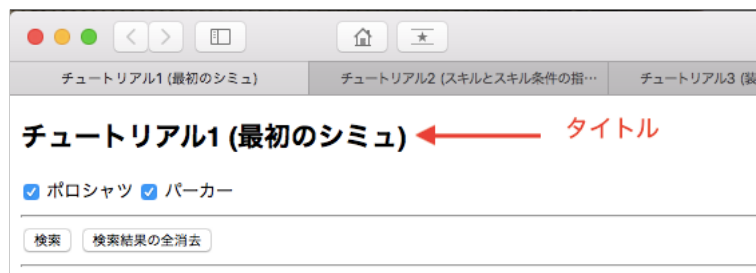 チュートリアル1 (最初のシミュ) チュートリアル2 (スキルとスキル条件の指… チュートリアル3 (製
チュートリアル1 (最初のシミュ) タイトル
ポロシャツ パーカー
検索 検索結果の全消去